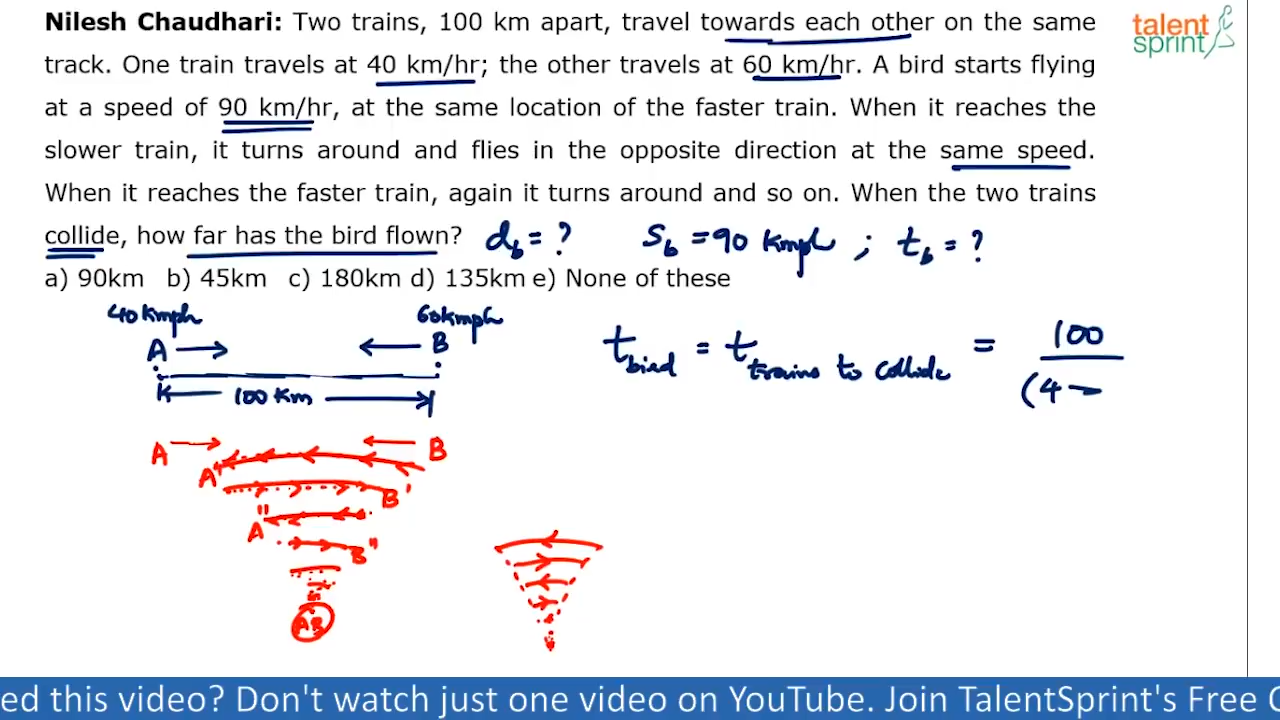 Nilesh Chaudhari: Two trains, 100 km apart, travel towards each other on the same
talent
sprint
track. One train travels at 40 km/hr; the other travels at 60 km/hr. A bird starts flying
at a speed of 90 km/hr, at the same location of the faster train. When it reaches the
slower train, it turns around and flies in the opposite direction at the same speed.
When it reaches the faster train, again it turns around and so on. When the two trains
collide, how far has the bird flown? d_b = ? S_b = 90 kmph ; t_b = ?
a) 90km b) 45km c) 180km d) 135km e) None of these
40 kmph 60 kmph
A B
100 km
t_bird = t_trains to collide = 100
(4
A B
A' B'
A" B"
AB
ed this video? Don't watch just one video on YouTube. Join TalentSprint's Free C